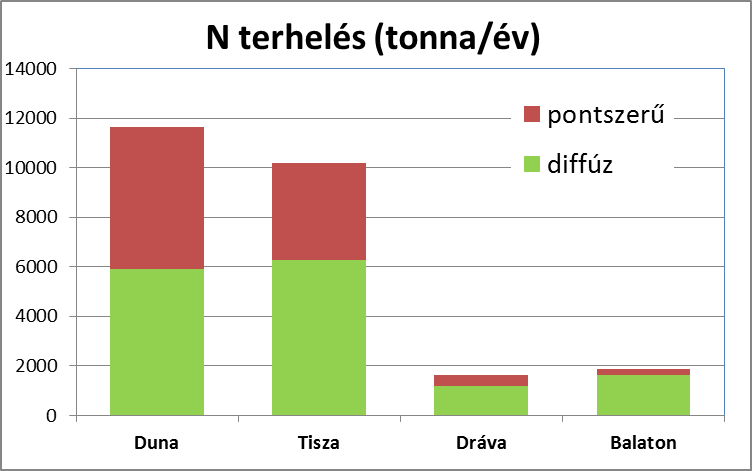 N terhelés (tonna/év)
14000
12000
10000
8000
6000
4000
2000
0
pontszerű
diffúz
Duna Tisza Dráva Balaton